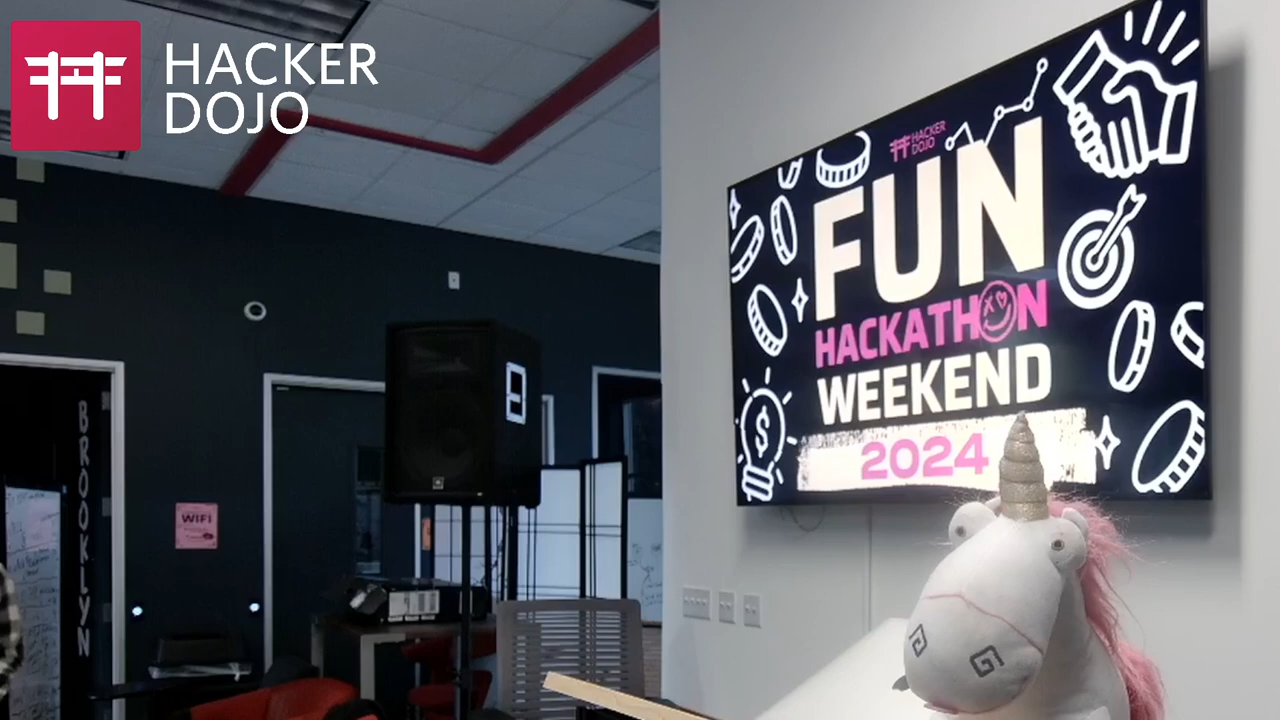 HACKER
DOJO
HACKER
DOJO
FUN
HACKATHON
WEEKEND
2024
BROOKLYN
WIFI